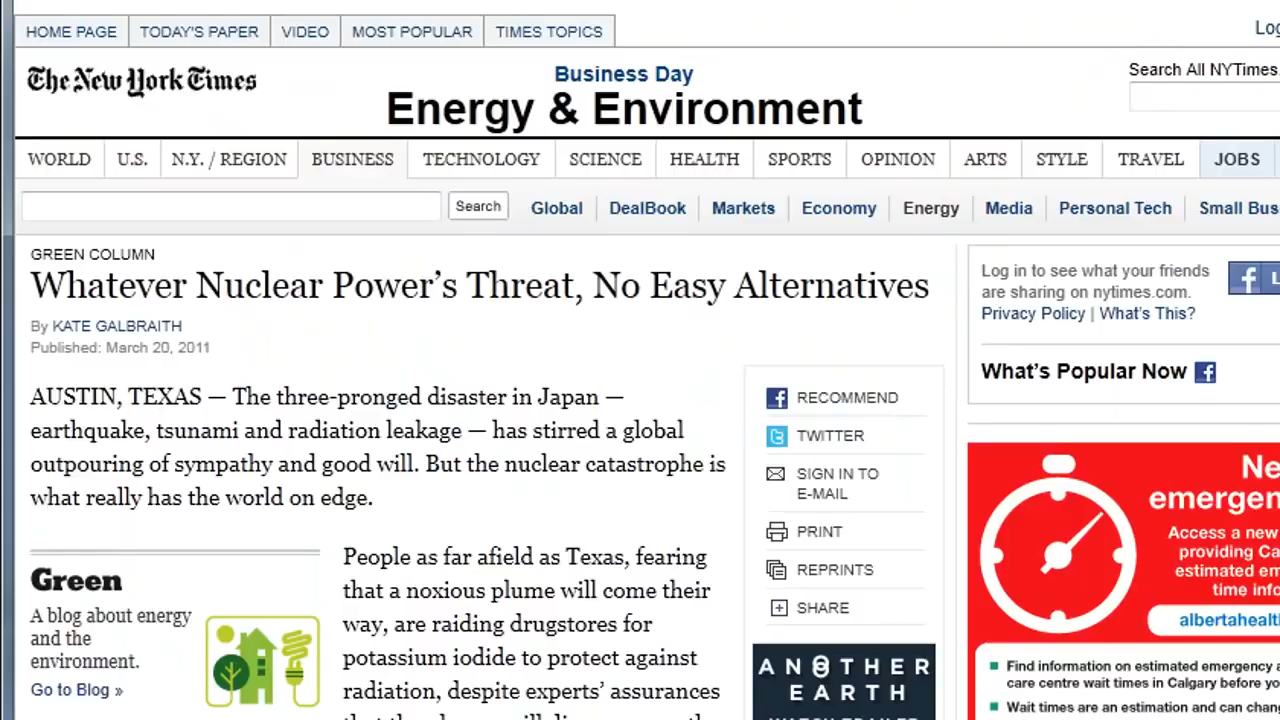 HOME PAGE TODAY'S PAPER VIDEO MOST POPULAR TIMES TOPICS
The New York Times
Business Day
Energy & Environment
Search All NYTimes.
WORLD U.S. N.Y. / REGION BUSINESS TECHNOLOGY SCIENCE HEALTH SPORTS OPINION ARTS STYLE TRAVEL JOBS
Search Global DealBook Markets Economy Energy Media Personal Tech Small Bus
GREEN COLUMN
Whatever Nuclear Power’s Threat, No Easy Alternatives
By KATE GALBRAITH
Published: March 20, 2011
AUSTIN, TEXAS — The three-pronged disaster in Japan —
earthquake, tsunami and radiation leakage — has stirred a global
outpouring of sympathy and good will. But the nuclear catastrophe is
what really has the world on edge.
Green
A blog about energy
and the
environment.
Go to Blog »
People as far afield as Texas, fearing
that a noxious plume will come their
way, are raiding drugstores for
potassium iodide to protect against
radiation, despite experts’ assurances
RECOMMEND
TWITTER
SIGN IN TO
E-MAIL
PRINT
REPRINTS
SHARE
ANOTHER
EARTH
Log in to see what your friends
are sharing on nytimes.com.
Privacy Policy | What’s This?
What’s Popular Now
emergen
Access a new
providing Ca
estimated em
time info
albertahealt
Find information on estimated emergency a
care centre wait times in Calgary before yo
Wait times are an estimation and can chang